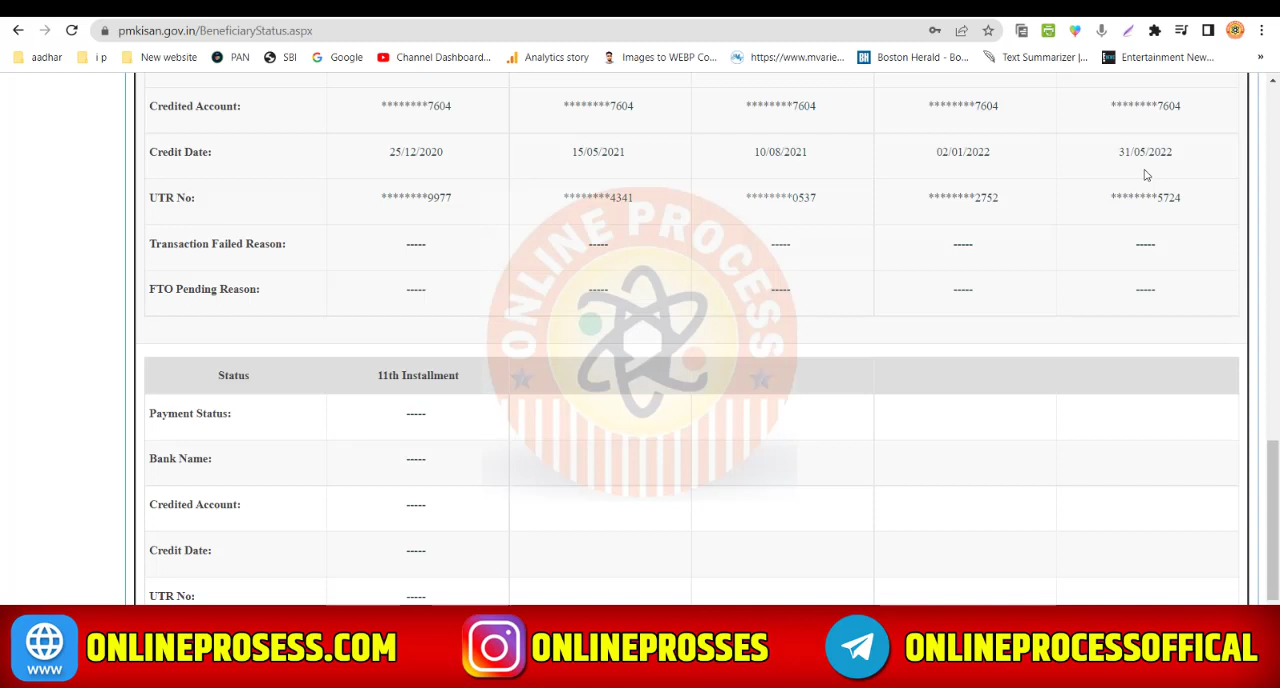 pmkisan.gov.in/BeneficiaryStatus.aspx
aadhar i p New website PAN SBI Google Channel Dashboard... Analytics story Images to WEBP Co... https://www.mvarie... Boston Herald - Bo... Text Summarizer |... Entertainment New... »
Credited Account: ********7604 ********7604 ********7604 ********7604 ********7604
Credit Date: 25/12/2020 15/05/2021 10/08/2021 02/01/2022 31/05/2022
UTR No: ********9977 ********4341 ********0537 ********2752 ********5724
Transaction Failed Reason: ----- ----- ----- ----- -----
FTO Pending Reason: ----- ----- ----- ----- -----
ONLINE PROCESS
Status 11th Installment
Payment Status: -----
Bank Name: -----
Credited Account: -----
Credit Date: -----
UTR No: -----
WWW ONLINEPROSESS.COM ONLINEPROSSES ONLINEPROCESSOFFICAL